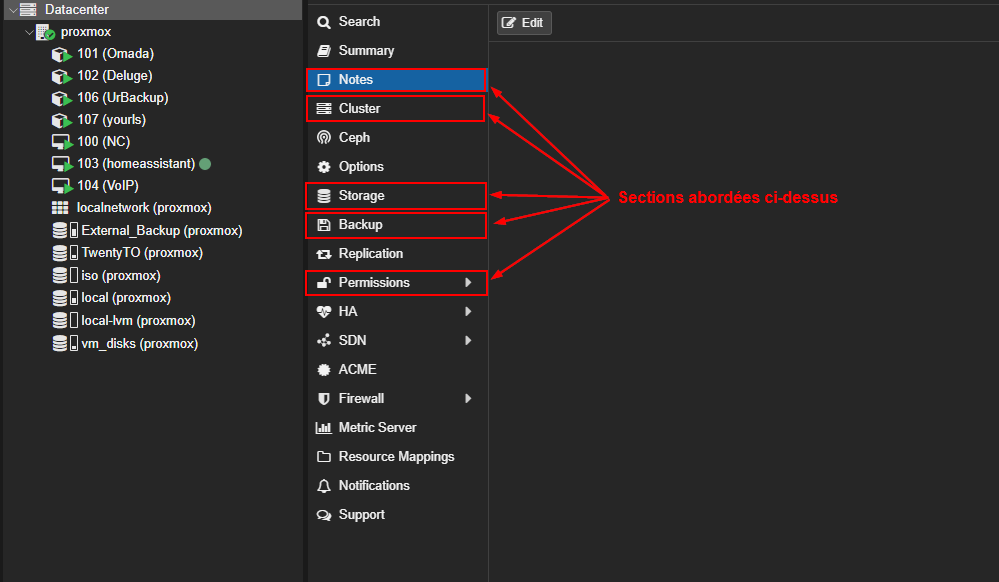 Datacenter
proxmox
101 (Omada)
102 (Deluge)
106 (UrBackup)
107 (yourls)
100 (NC)
103 (homeassistant)
104 (VoIP)
localnetwork (proxmox)
External_Backup (proxmox)
TwentyTO (proxmox)
iso (proxmox)
local (proxmox)
local-lvm (proxmox)
vm_disks (proxmox)
Search
Summary
Notes
Cluster
Ceph
Options
Storage
Backup
Replication
Permissions
HA
SDN
ACME
Firewall
Metric Server
Resource Mappings
Notifications
Support
Edit
Sections abordées ci-dessus